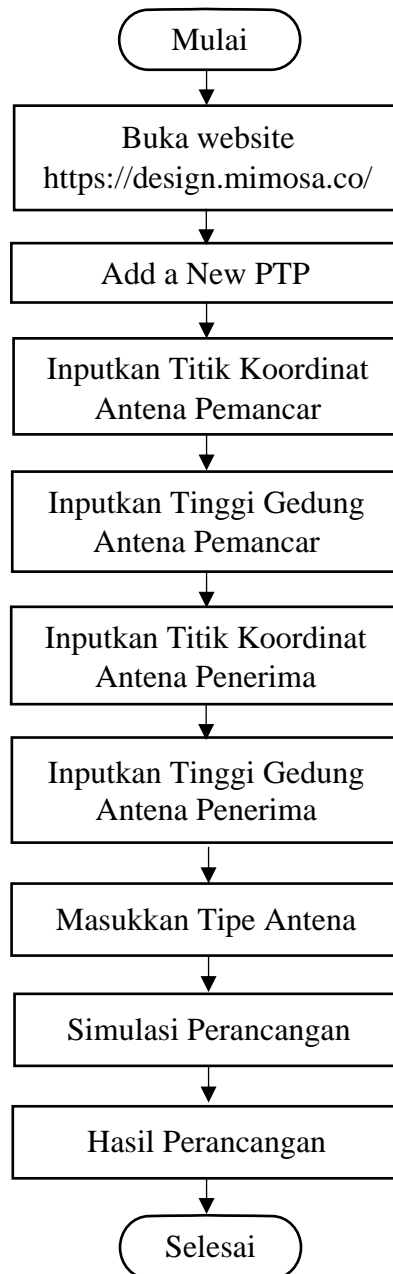 Mulai
Buka website
https://design.mimosa.co/
Add a New PTP
Inputkan Titik Koordinat
Antena Pemancar
Inputkan Tinggi Gedung
Antena Pemancar
Inputkan Titik Koordinat
Antena Penerima
Inputkan Tinggi Gedung
Antena Penerima
Masukkan Tipe Antena
Simulasi Perancangan
Hasil Perancangan
Selesai